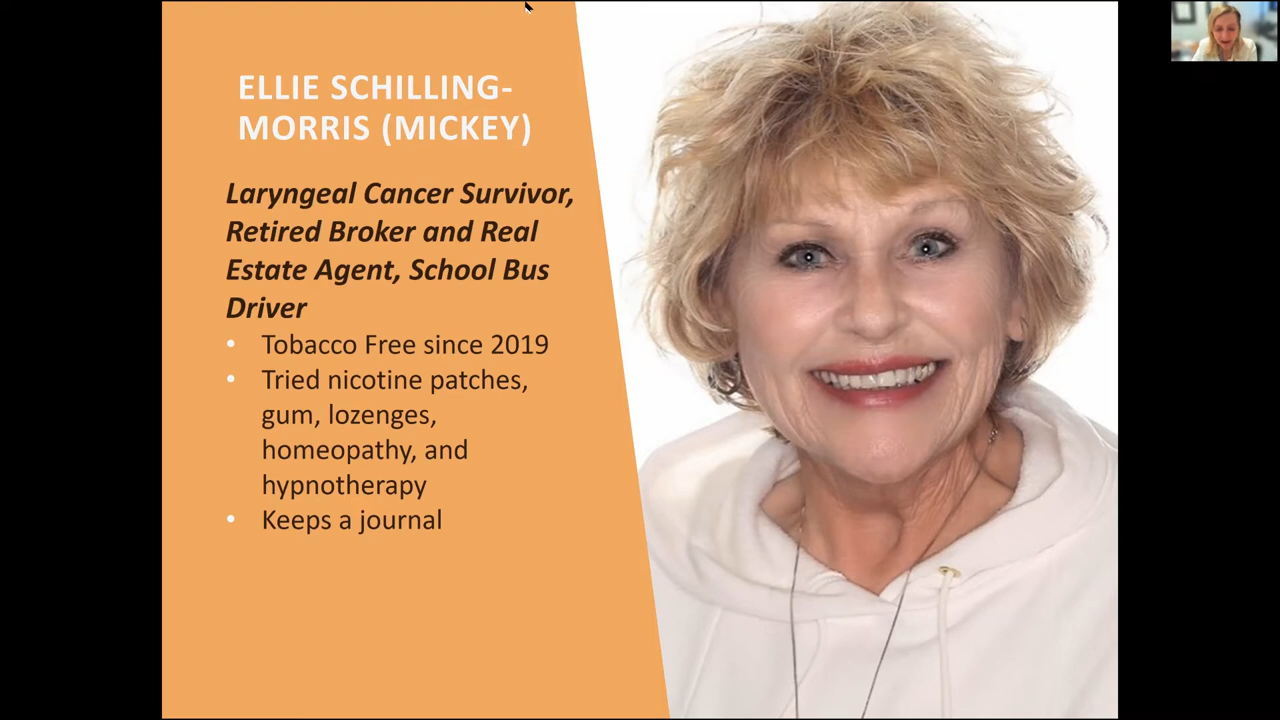 ELLIE SCHILLING-
MORRIS (MICKEY)
Laryngeal Cancer Survivor,
Retired Broker and Real
Estate Agent, School Bus
Driver
• Tobacco Free since 2019
• Tried nicotine patches,
gum, lozenges,
homeopathy, and
hypnotherapy
• Keeps a journal